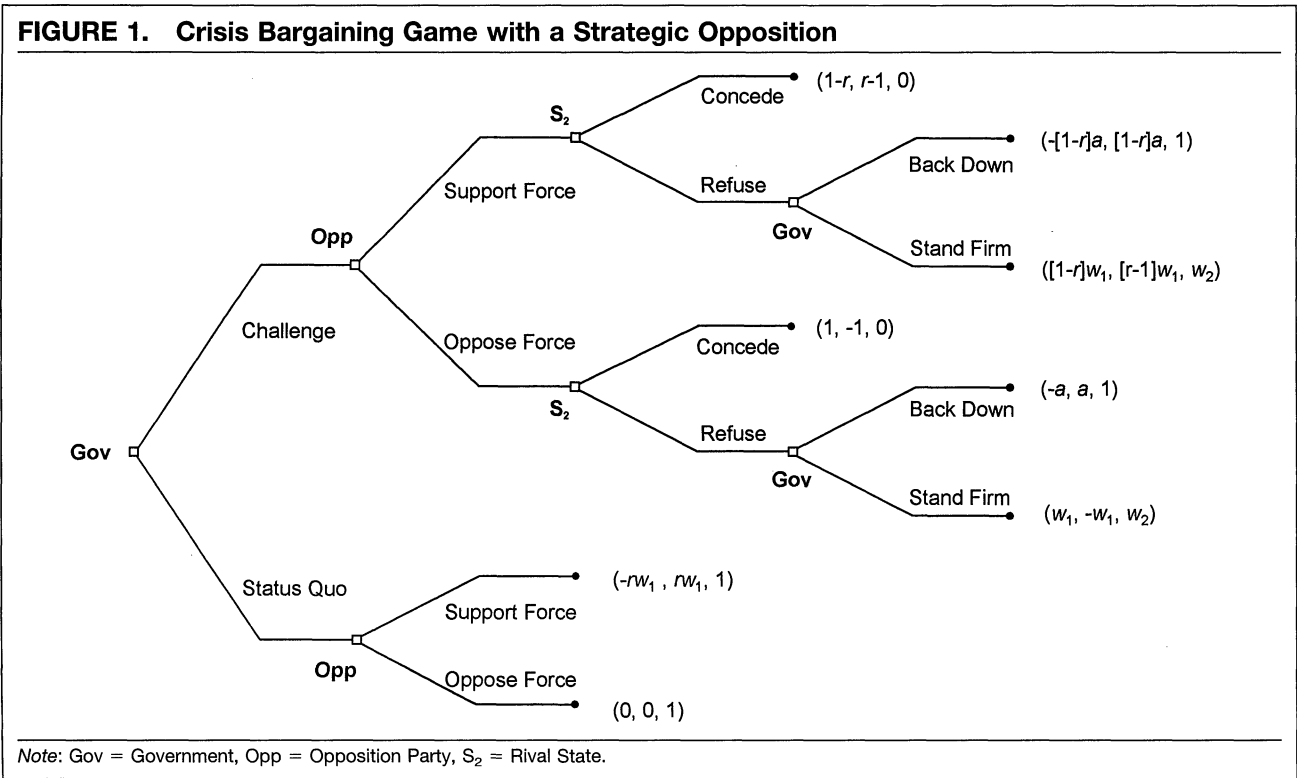 FIGURE 1. Crisis Bargaining Game with a Strategic Opposition
(1-r, r-1, 0)
Concede
S₂
(-[1-r]a, [1-r]a, 1)
Back Down
Refuse
Support Force
Gov
Opp
Stand Firm
([1-r]w₁, [r-1]w₁, w₂)
Challenge
(1, -1, 0)
Oppose Force
Concede
(-a, a, 1)
S₂
Back Down
Refuse
Gov
Gov
Stand Firm
(w₁, -w₁, w₂)
Status Quo
(-rw₁ , rw₁, 1)
Support Force
Opp
Oppose Force
(0, 0, 1)
Note: Gov = Government, Opp = Opposition Party, S₂ = Rival State.